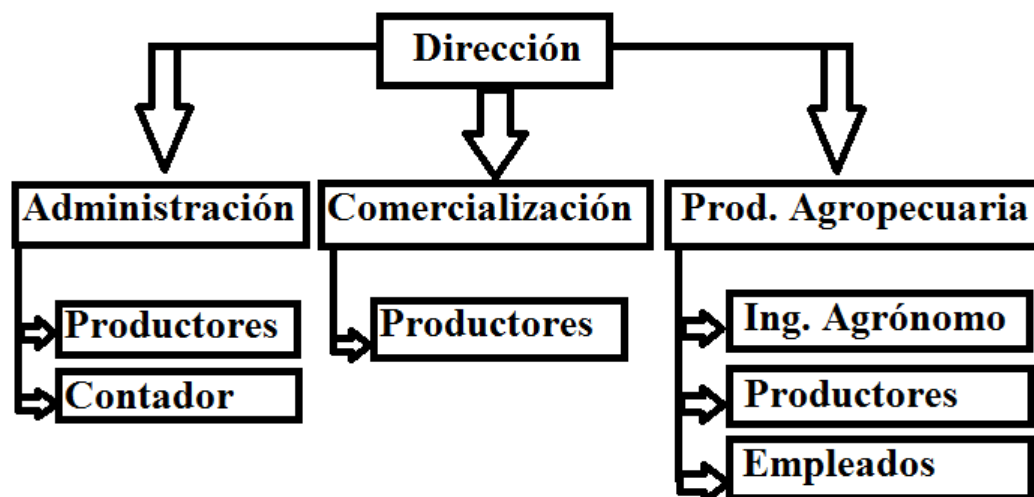 Dirección
Administración
Comercialización
Prod. Agropecuaria
Productores
Contador
Productores
Ing. Agrónomo
Productores
Empleados